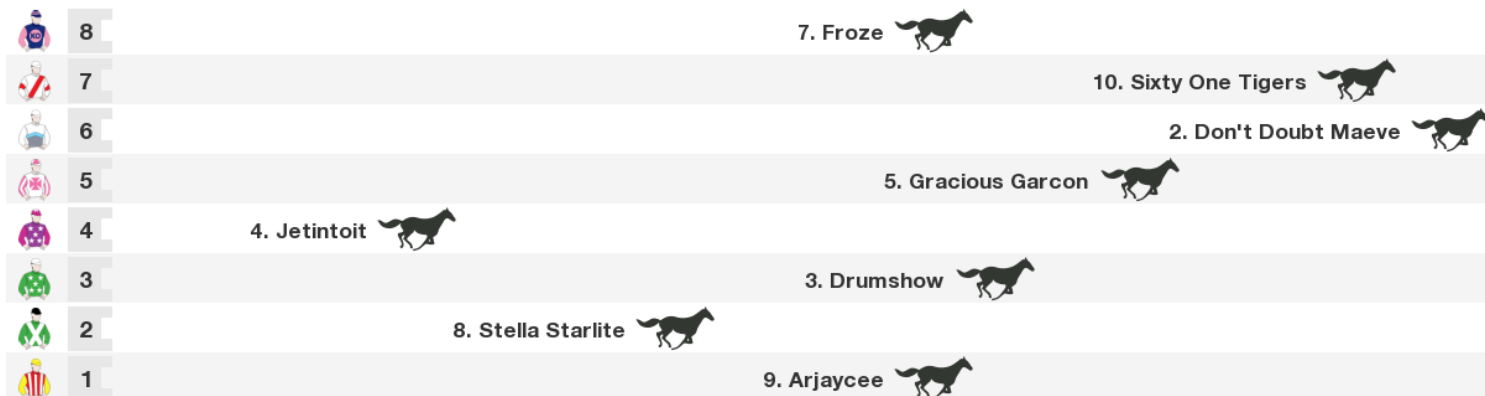 8 7. Froze
7 10. Sixty One Tigers
6 2. Don't Doubt Maeve
5 5. Gracious Garcon
4 4. Jetintoit
3 3. Drumshow
2 8. Stella Starlite
1 9. Arjaycee